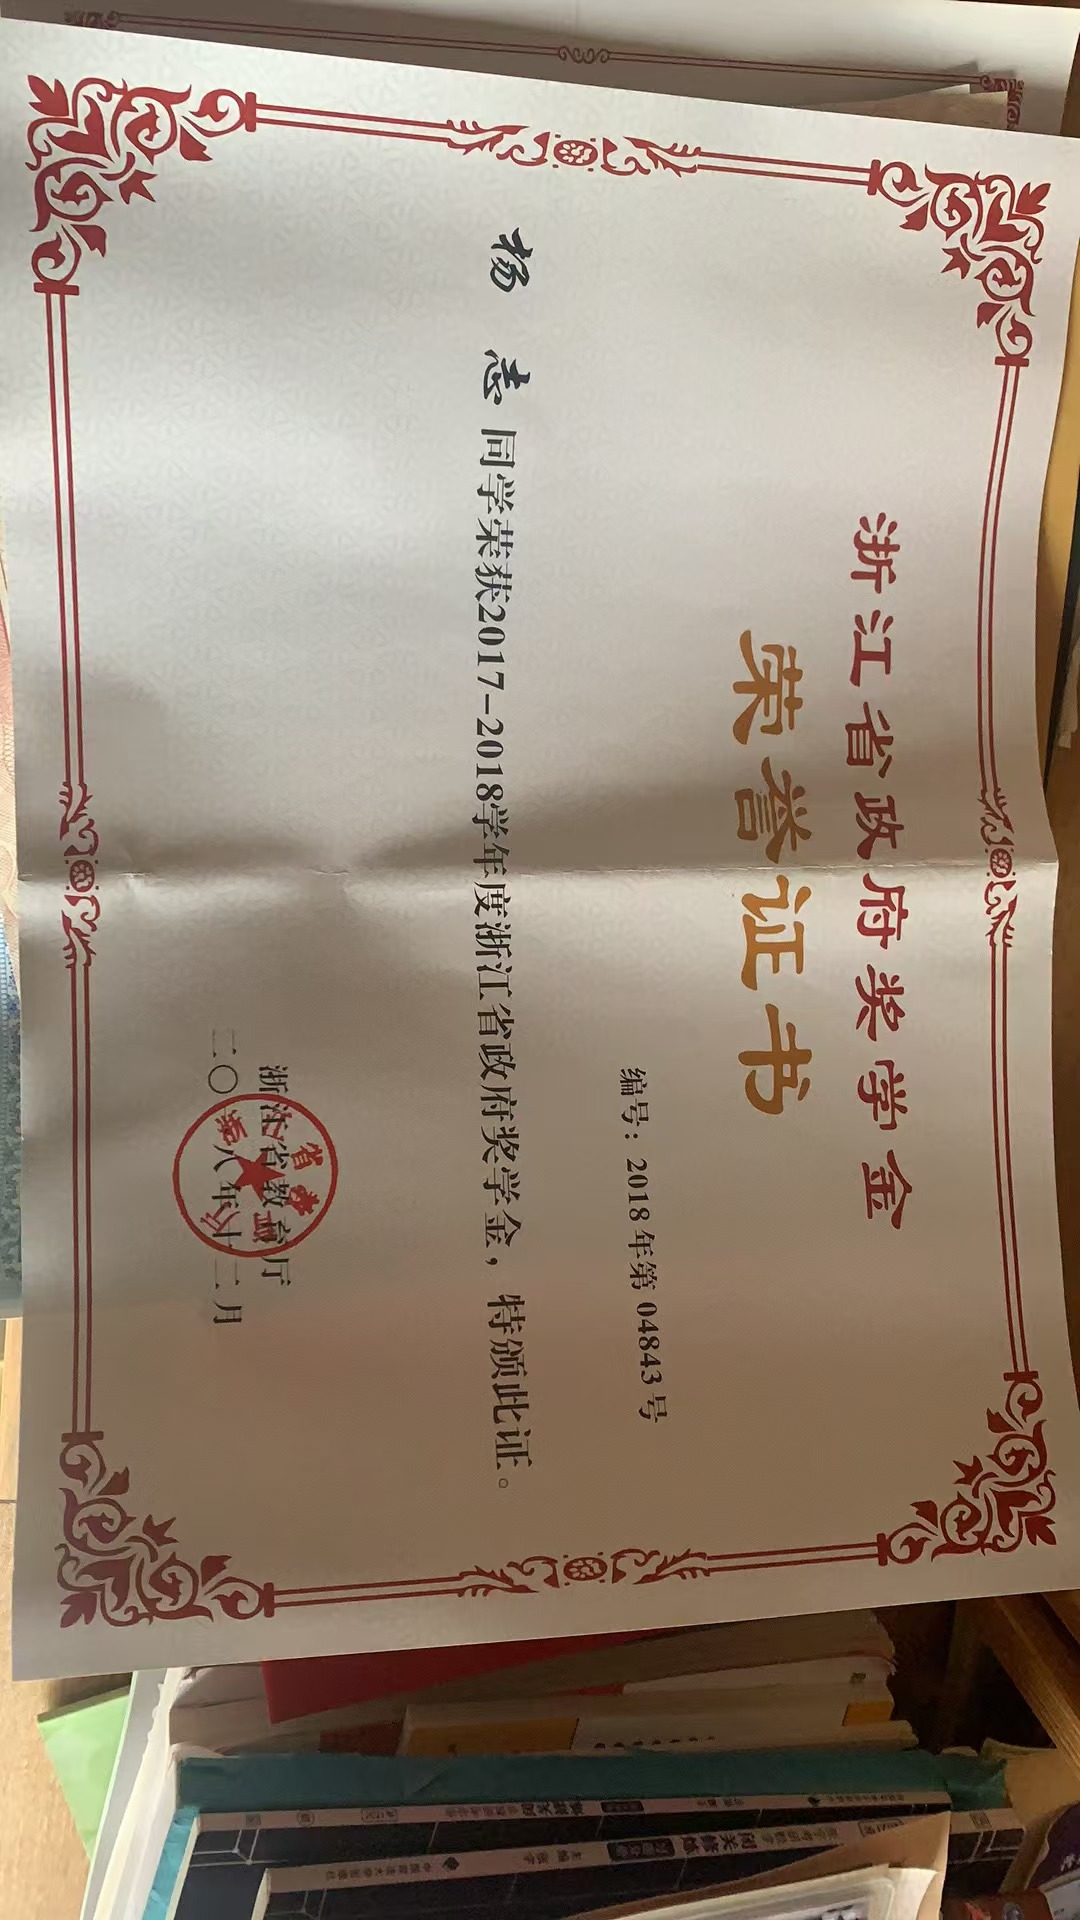 浙江省政府奖学金
荣誉证书
编号：2018年第04843号
杨 志 同学荣获2017-2018学年度浙江省政府奖学金，特颁此证。
浙江省教育厅
二〇一八年十二月